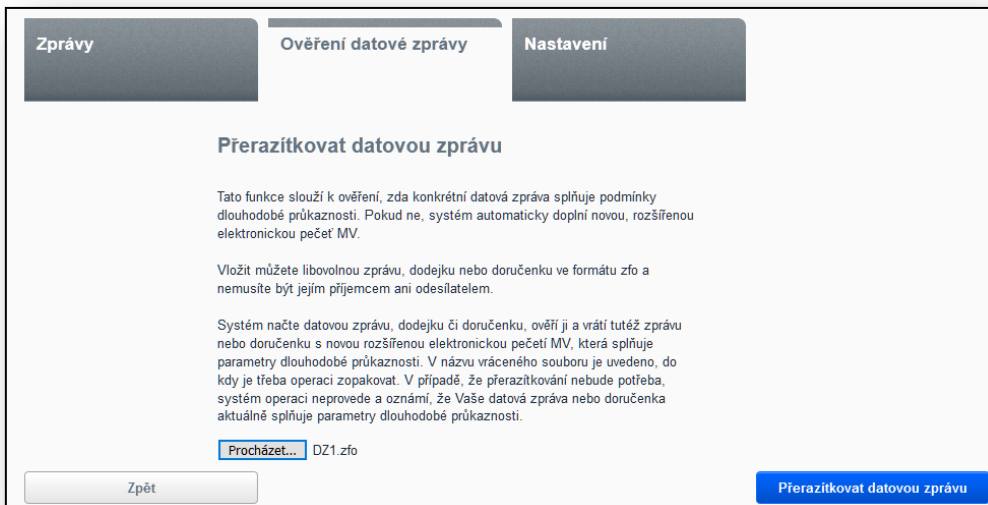 Zprávy
Ověření datové zprávy
Nastavení
Přerazítkovat datovou zprávu
Tato funkce slouží k ověření, zda konkrétní datová zpráva splňuje podmínky
dlouhodobé průkaznosti. Pokud ne, systém automaticky doplní novou, rozšířenou
elektronickou pečeť MV.
Vložit můžete libovolnou zprávu, dodejku nebo doručenku ve formátu zfo a
nemusíte být jejím příjemcem ani odesílatelem.
Systém načte datovou zprávu, dodejku či doručenku, ověří ji a vrátí tutéž zprávu
nebo doručenku s novou rozšířenou elektronickou pečetí MV, která splňuje
parametry dlouhodobé průkaznosti. V názvu vráceného souboru je uvedeno, do
kdy je třeba operaci zopakovat. V případě, že přerazítkování nebude potřeba,
systém operaci neprovede a oznámí, že Vaše datová zpráva nebo doručenka
aktuálně splňuje parametry dlouhodobé průkaznosti.
Procházet... DZ1.zfo
Zpět
Přerazítkovat datovou zprávu